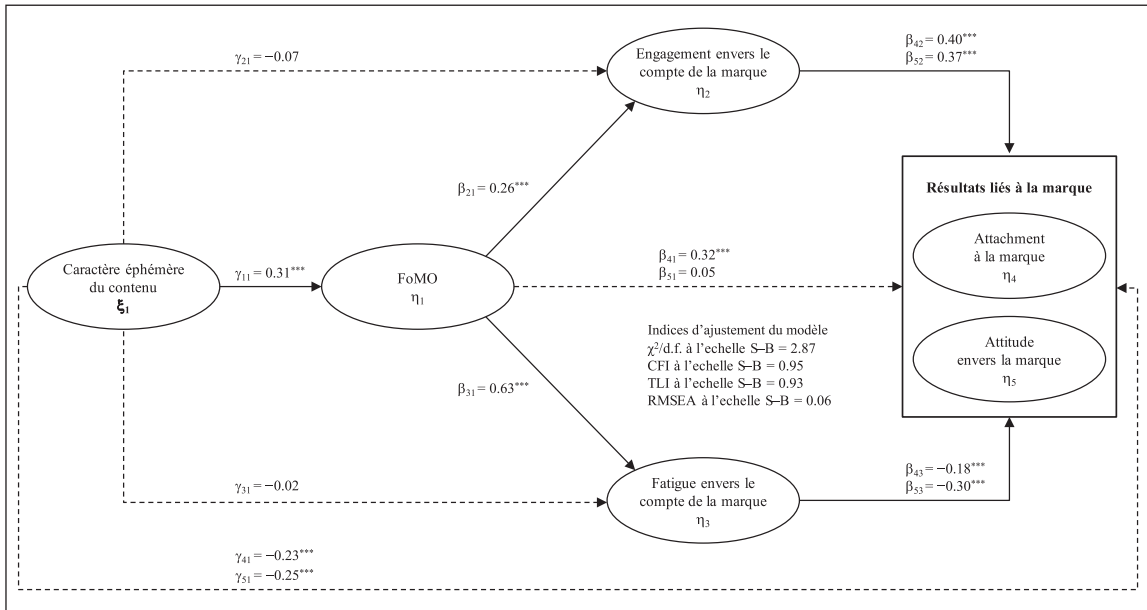 γ21 = −0.07
Engagement envers le
compte de la marque
η2
β42 = 0.40***
β52 = 0.37***
β21 = 0.26***
Résultats liés à la marque
Attachment
à la marque
η4
Caractère éphémère
du contenu
ξ1
γ11 = 0.31***
FoMO
η1
β41 = 0.32***
β51 = 0.05
Indices d'ajustement du modèle
χ²/d.f. à l'echelle S–B = 2.87
CFI à l'echelle S–B = 0.95
TLI à l'echelle S–B = 0.93
RMSEA à l'echelle S–B = 0.06
Attitude
envers la marque
η5
β31 = 0.63***
γ31 = −0.02
Fatigue envers le
compte de la marque
η3
β43 = −0.18***
β53 = −0.30***
γ41 = −0.23***
γ51 = −0.25***